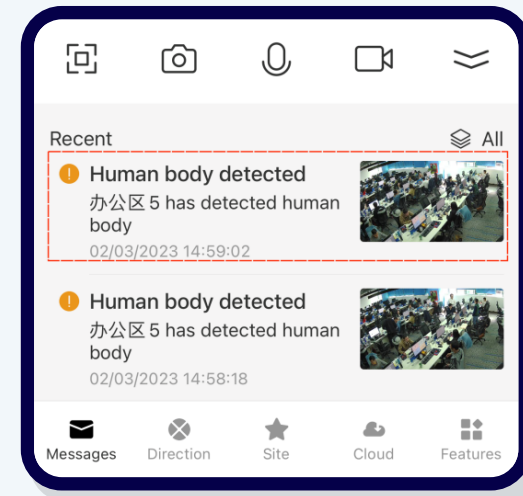 Recent
All
Human body detected
办公区 5 has detected human
body
02/03/2023 14:59:02
Human body detected
办公区 5 has detected human
body
02/03/2023 14:58:18
Messages Direction Site Cloud Features